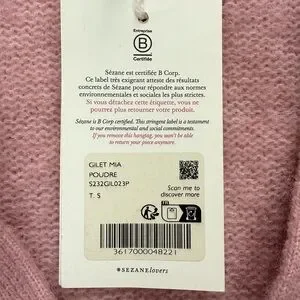 Entreprise
B
Certifiée
Sézane est certifiée B Corp.
Ce label très exigeant atteste des résultats
concrets de Sézane pour répondre aux normes
environnementales et sociales les plus strictes.
Si vous détachez cette étiquette, vous ne
pourrez plus retourner votre produit.
Sézane is B Corp certified. This stringent label is a testament
to our environmental and social commitments.
If you remove this hangtag, you won't be able
to return your piece anymore.
GILET MIA
POUDRE
S232GIL023P
T. S
Scan me to
discover more
3617000048221
#SEZANElovers